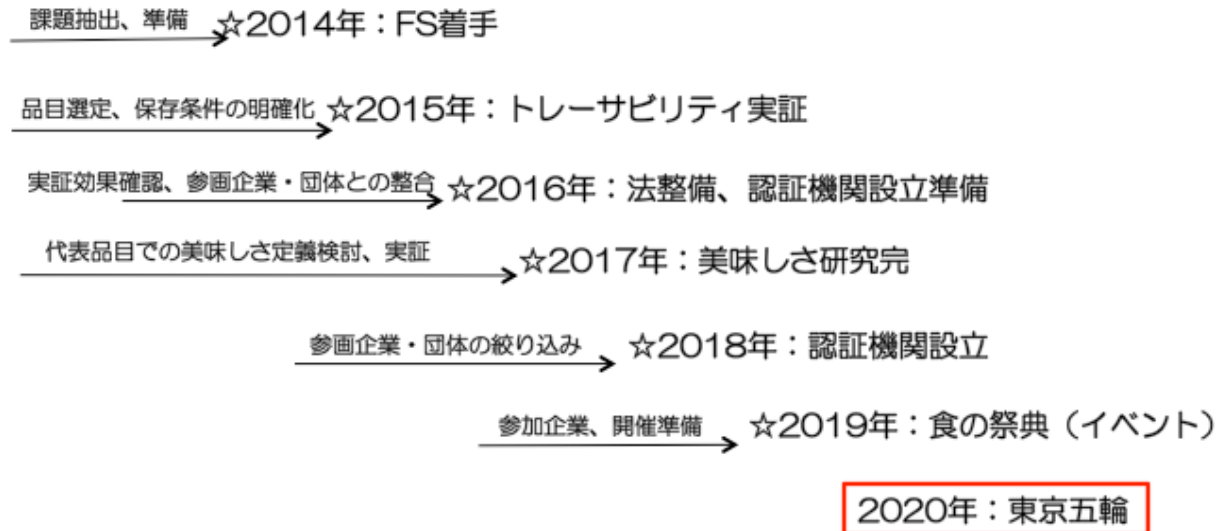 課題抽出、準備 ☆2014年：FS着手
品目選定、保存条件の明確化 ☆2015年：トレーサビリティ実証
実証効果確認、参画企業・団体との整合 ☆2016年：法整備、認証機関設立準備
代表品目での美味しさ定義検討、実証 ☆2017年：美味しさ研究完
参画企業・団体の絞り込み ☆2018年：認証機関設立
参加企業、開催準備 ☆2019年：食の祭典（イベント）
2020年：東京五輪